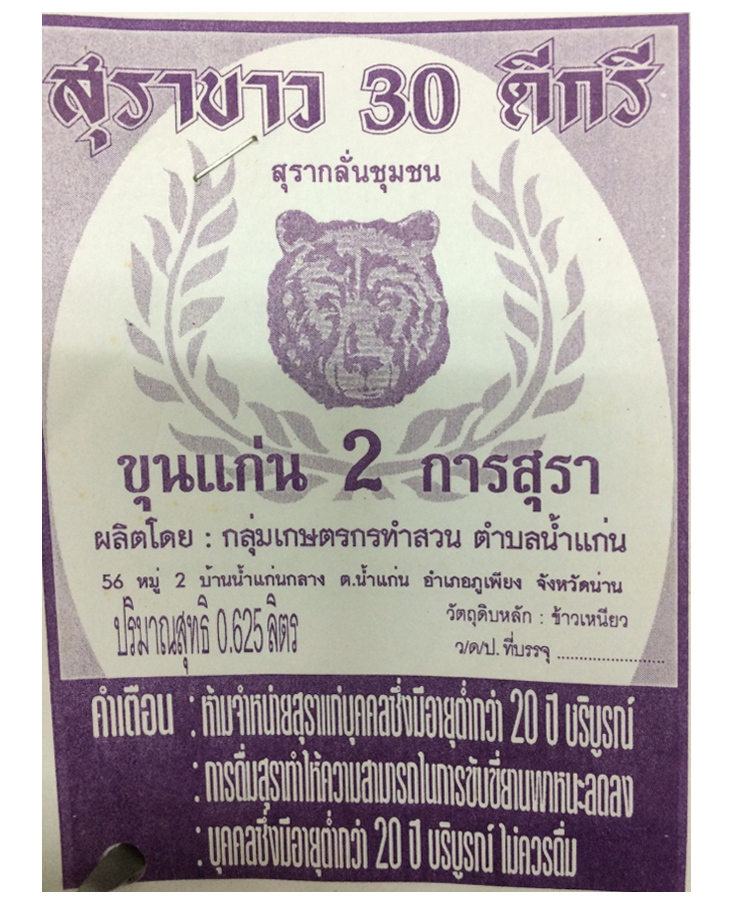 สุราขาว 30 ดีกรี
สุรากลั่นชุมชน
ขุนแก่น 2 การสุรา
ผลิตโดย : กลุ่มเกษตรกรทำสวน ตำบลน้ำแก่น
56 หมู่ 2 บ้านน้ำแก่นกลาง ต.น้ำแก่น อำเภอภูเพียง จังหวัดน่าน
ปริมาณสุทธิ 0.625 ลิตร
วัตถุดิบหลัก : ข้าวเหนียว
ว/ด/ป. ที่บรรจุ ........................
คำเตือน : ห้ามจำหน่ายสุราแก่บุคคลซึ่งมีอายุต่ำกว่า 20 ปี บริบูรณ์
: การดื่มสุราทำให้ความสามารถในการขับขี่ยานพาหนะลดลง
: บุคคลซึ่งมีอายุต่ำกว่า 20 ปี บริบูรณ์ ไม่ควรดื่ม